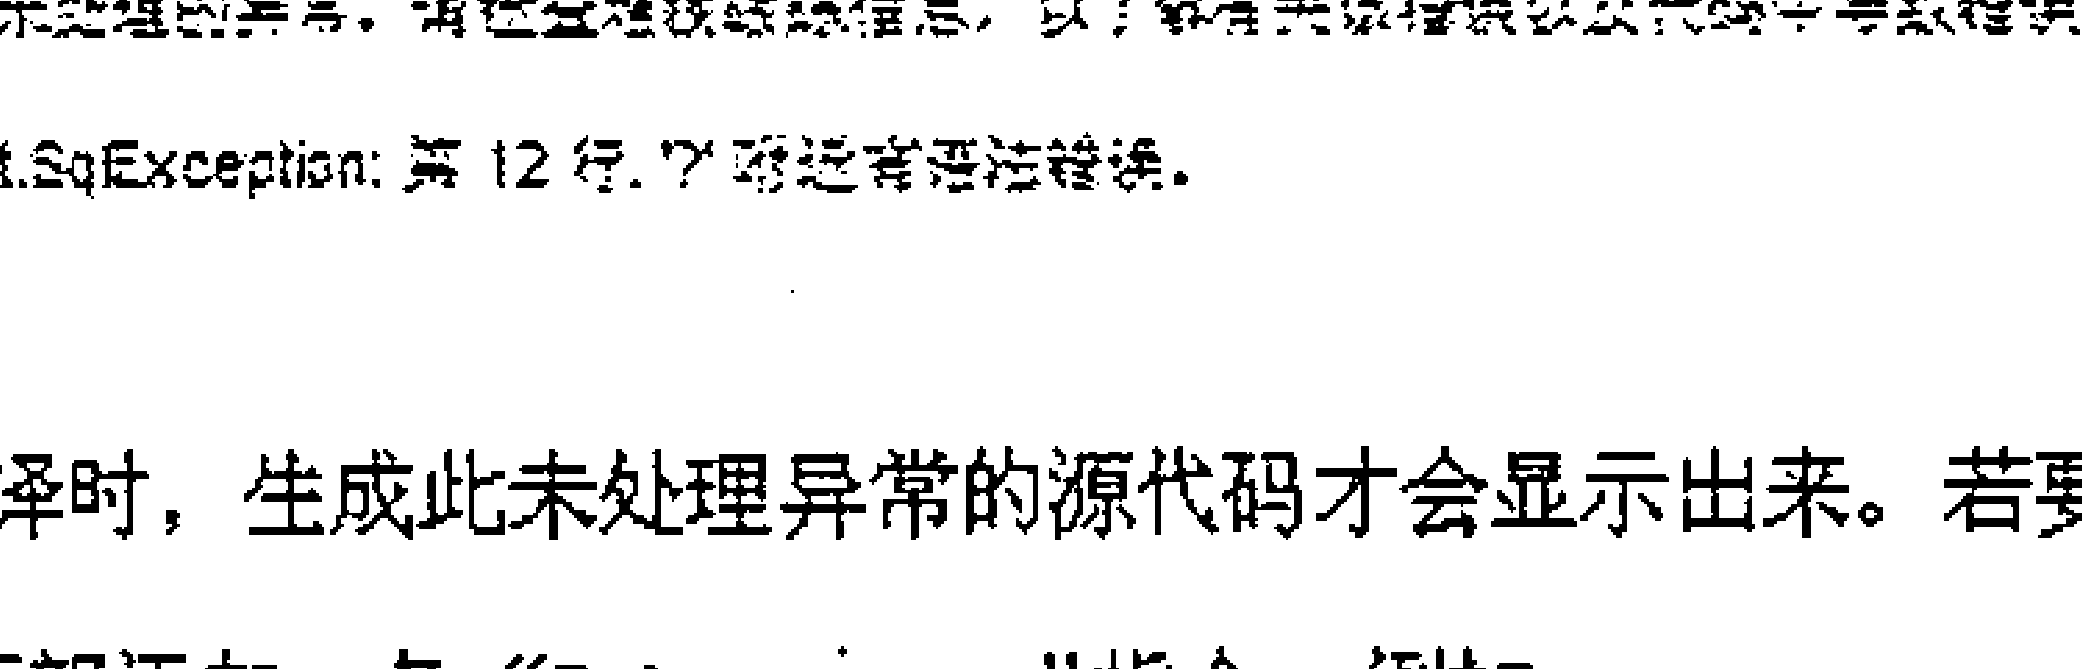 未处理的异常。请检查堆栈跟踪信息，以了解有关该错误以及代码中导致错误
t.SqlException: 第 12 行: '?' 附近有语法错误。
译时，生成此未处理异常的源代码才会显示出来。若要